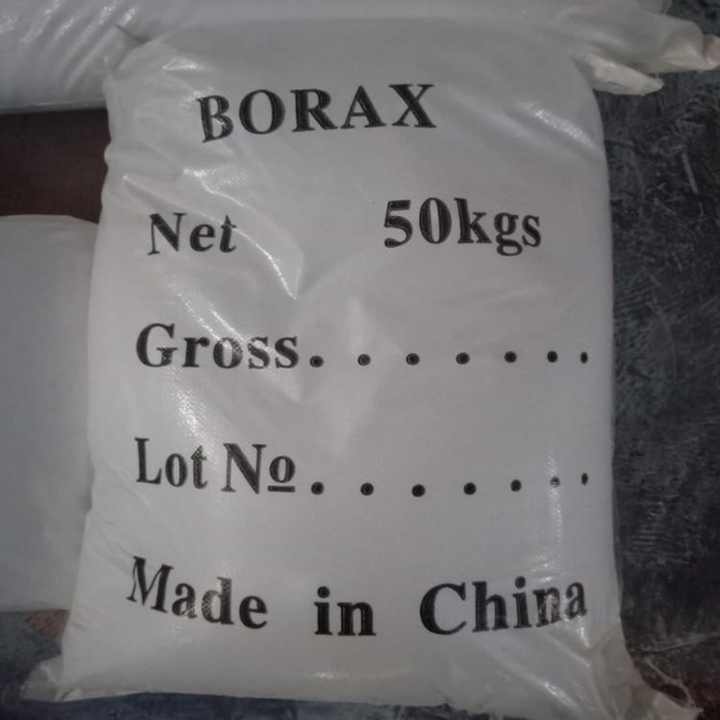 BORAX
Net 50kgs
Gross.......
Lot №.......
Made in China